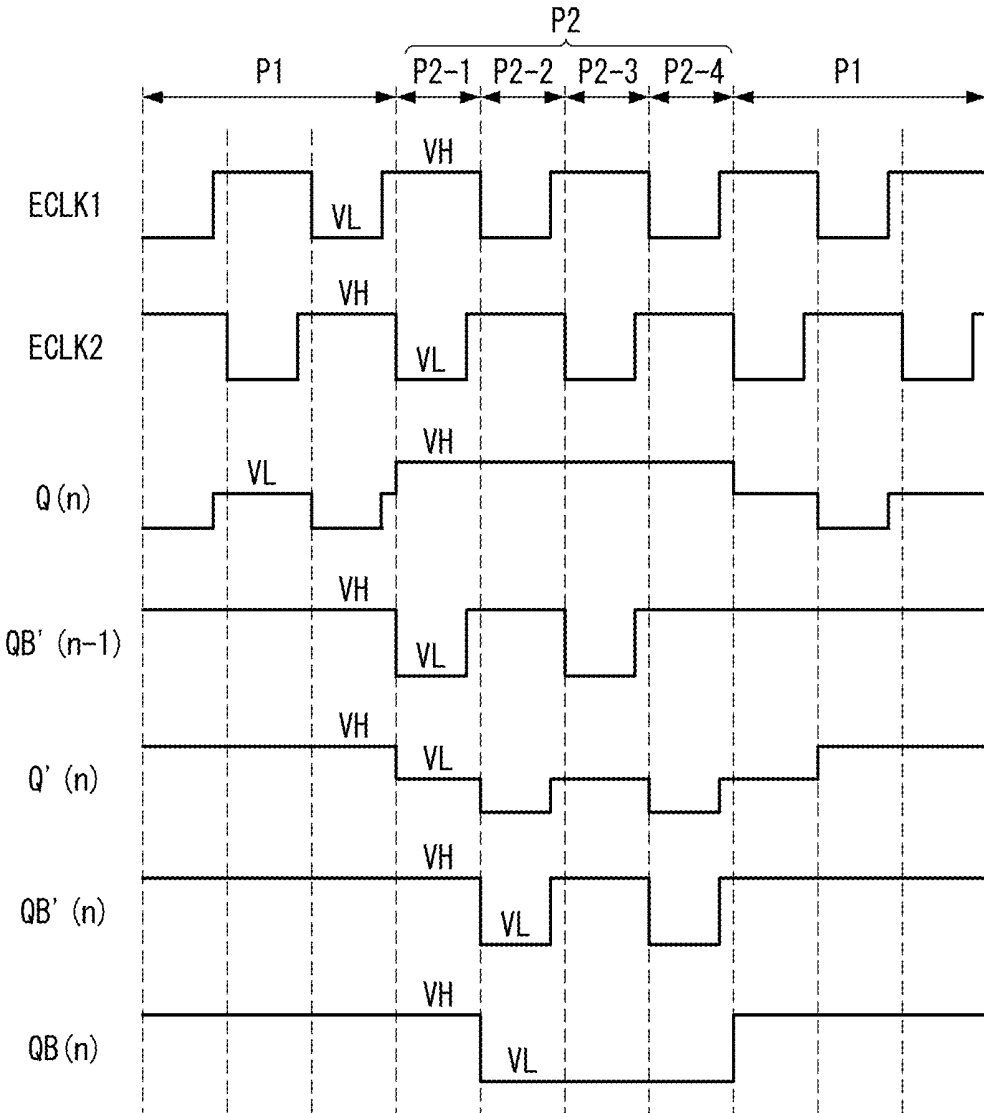 P2
P1 P2-1 P2-2 P2-3 P2-4 P1
VH
ECLK1
VL
VH
ECLK2
VL
VH
VL
Q(n)
VH
QB'(n-1)
VL
VH
VL
Q'(n)
VH
QB'(n)
VL
VH
QB(n)
VL